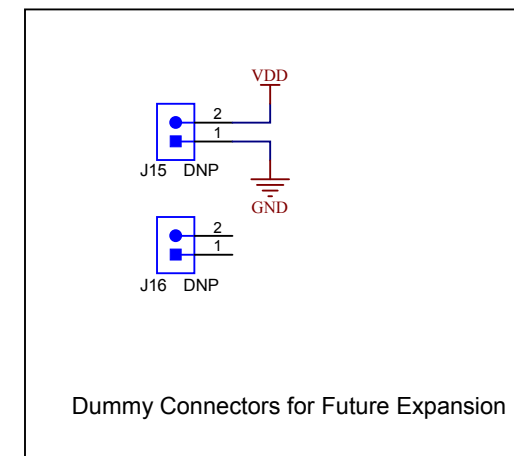 VDD
2
1
J15 DNP
GND
2
1
J16 DNP
Dummy Connectors for Future Expansion